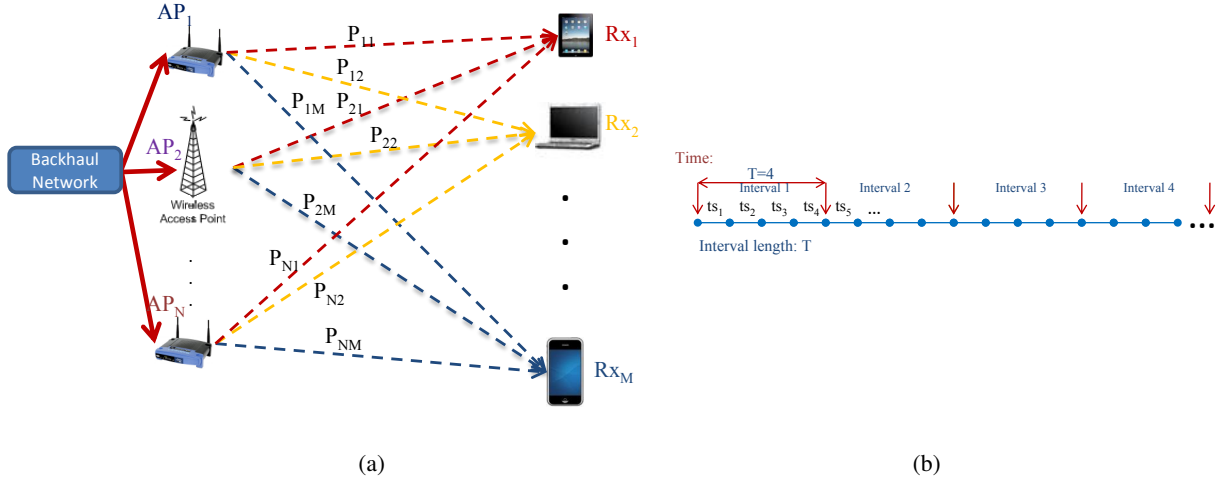 AP₁
P₁₁
Rx₁
P₁₂
P₁M P₂₁
Rx₂
AP₂
P₂₂
Backhaul
Network
Wireless
Access Point
P₂M
PN₁
APN
PN₂
PNM
RxM
(a)
Time:
T=4
Interval 1
Interval 2
Interval 3
Interval 4
ts₁ ts₂ ts₃ ts₄ ts₅ ...
Interval length: T
(b)